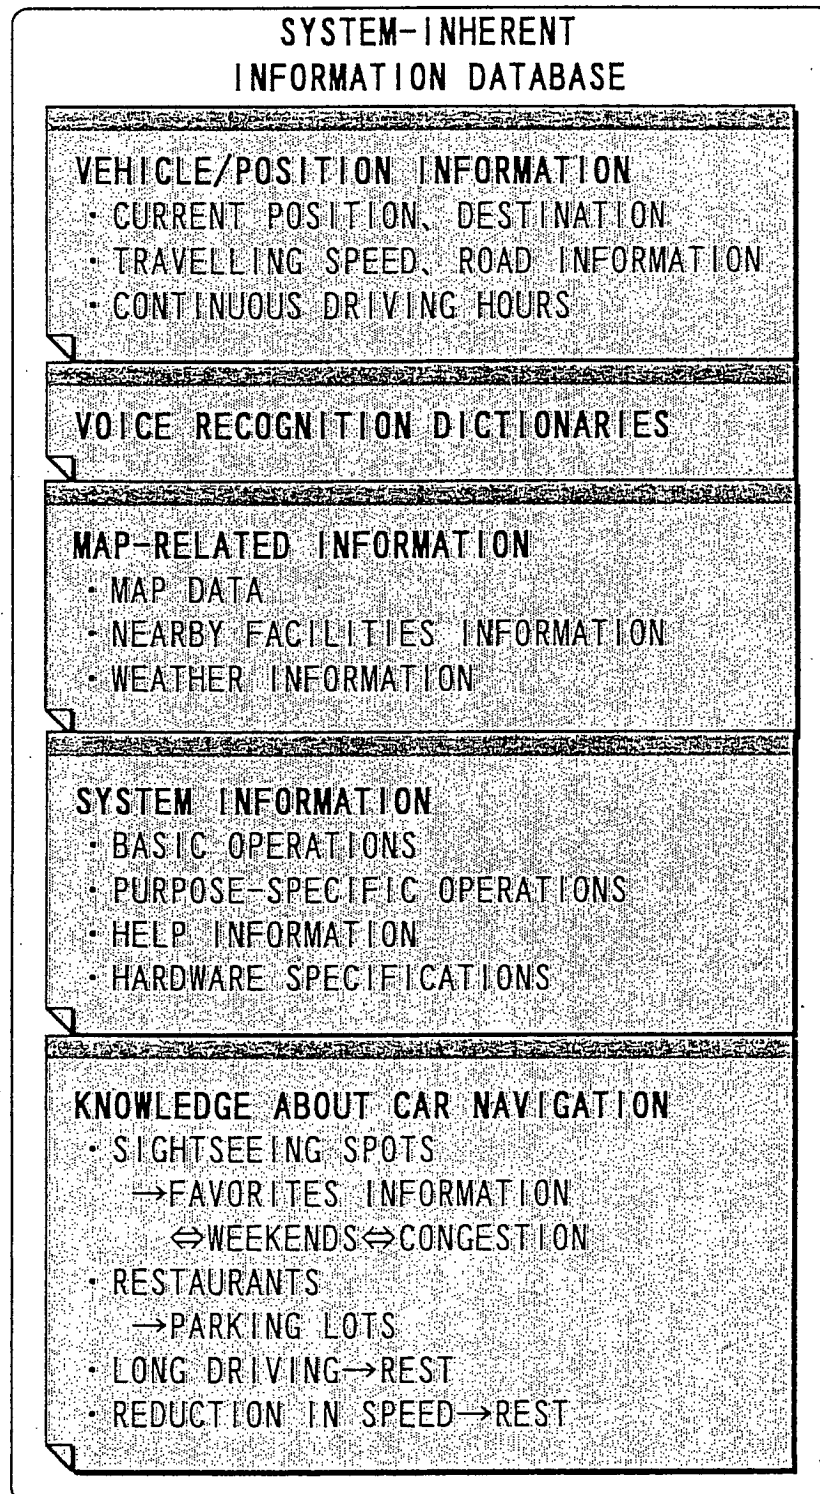 SYSTEM-INHERENT
INFORMATION DATABASE
VEHICLE/POSITION INFORMATION
・CURRENT POSITION、DESTINATION
・TRAVELLING SPEED、ROAD INFORMATION
・CONTINUOUS DRIVING HOURS
VOICE RECOGNITION DICTIONARIES
MAP-RELATED INFORMATION
・MAP DATA
・NEARBY FACILITIES INFORMATION
・WEATHER INFORMATION
SYSTEM INFORMATION
・BASIC OPERATIONS
・PURPOSE-SPECIFIC OPERATIONS
・HELP INFORMATION
・HARDWARE SPECIFICATIONS
KNOWLEDGE ABOUT CAR NAVIGATION
・SIGHTSEEING SPOTS
→FAVORITES INFORMATION
⇔WEEKENDS⇔CONGESTION
・RESTAURANTS
→PARKING LOTS
・LONG DRIVING→REST
・REDUCTION IN SPEED→REST